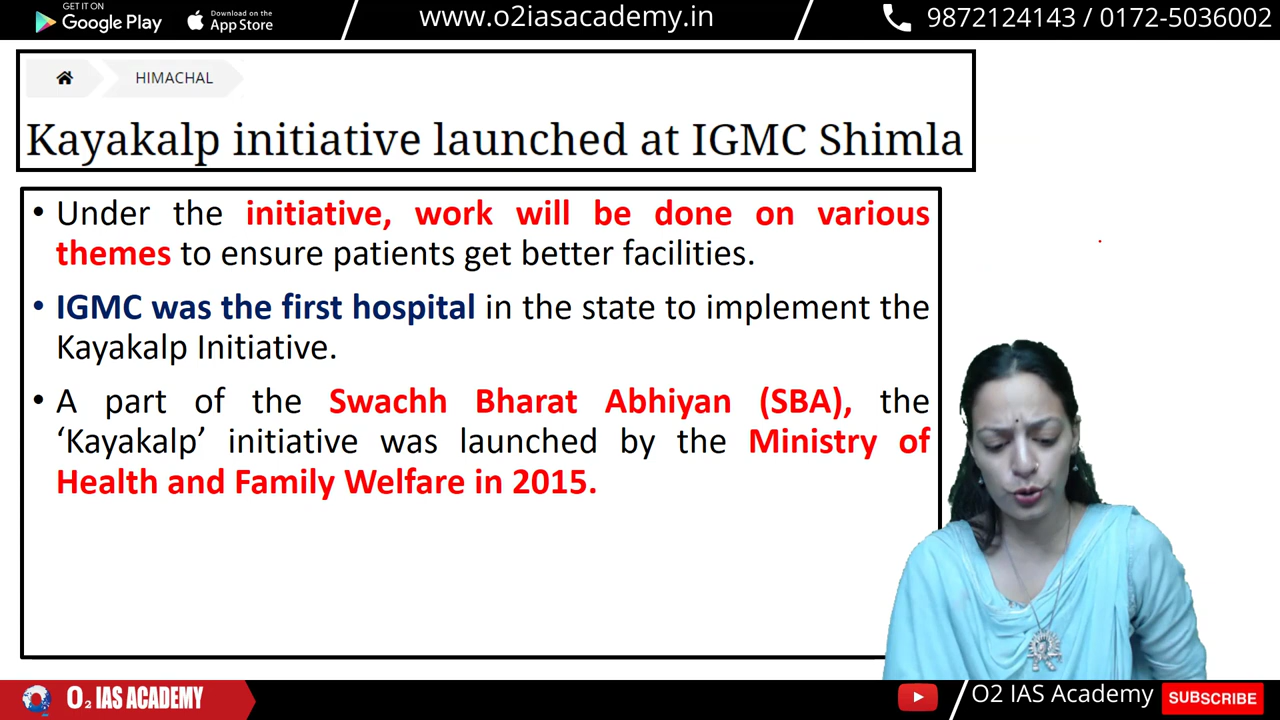 GET IT ON
Google Play
Download on the
App Store
www.o2iasacademy.in
9872124143 / 0172-5036002
HIMACHAL
Kayakalp initiative launched at IGMC Shimla
• Under the initiative, work will be done on various
themes to ensure patients get better facilities.
• IGMC was the first hospital in the state to implement the
Kayakalp Initiative.
• A part of the Swachh Bharat Abhiyan (SBA), the
‘Kayakalp’ initiative was launched by the Ministry of
Health and Family Welfare in 2015.
O₂ IAS ACADEMY
O2 IAS Academy
SUBSCRIBE